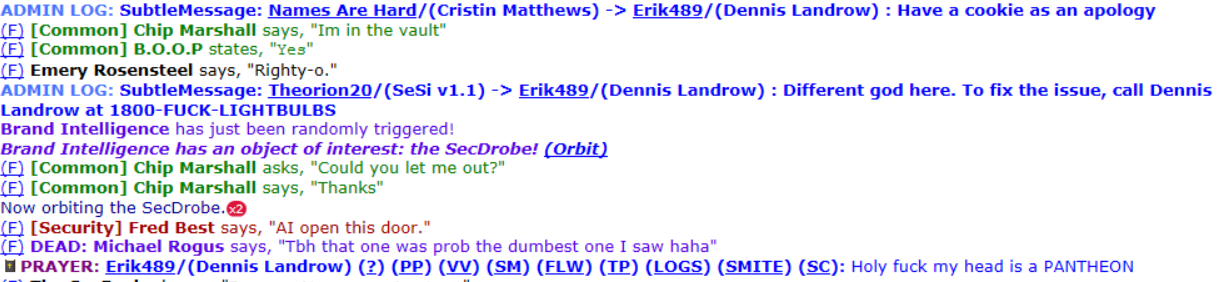 ADMIN LOG: SubtleMessage: Names Are Hard/(Cristin Matthews) -> Erik489/(Dennis Landrow) : Have a cookie as an apology
(F) [Common] Chip Marshall says, "Im in the vault"
(F) [Common] B.O.O.P states, "Yes"
(F) Emery Rosensteel says, "Righty-o."
ADMIN LOG: SubtleMessage: Theorion20/(SeSi v1.1) -> Erik489/(Dennis Landrow) : Different god here. To fix the issue, call Dennis
Landrow at 1800-FUCK-LIGHTBULBS
Brand Intelligence has just been randomly triggered!
Brand Intelligence has an object of interest: the SecDrobe! (Orbit)
(F) [Common] Chip Marshall asks, "Could you let me out?"
(F) [Common] Chip Marshall says, "Thanks"
Now orbiting the SecDrobe. x2
(F) [Security] Fred Best says, "AI open this door."
(F) DEAD: Michael Rogus says, "Tbh that one was prob the dumbest one I saw haha"
PRAYER: Erik489/(Dennis Landrow) (?) (PP) (VV) (SM) (FLW) (TP) (LOGS) (SMITE) (SC): Holy fuck my head is a PANTHEON